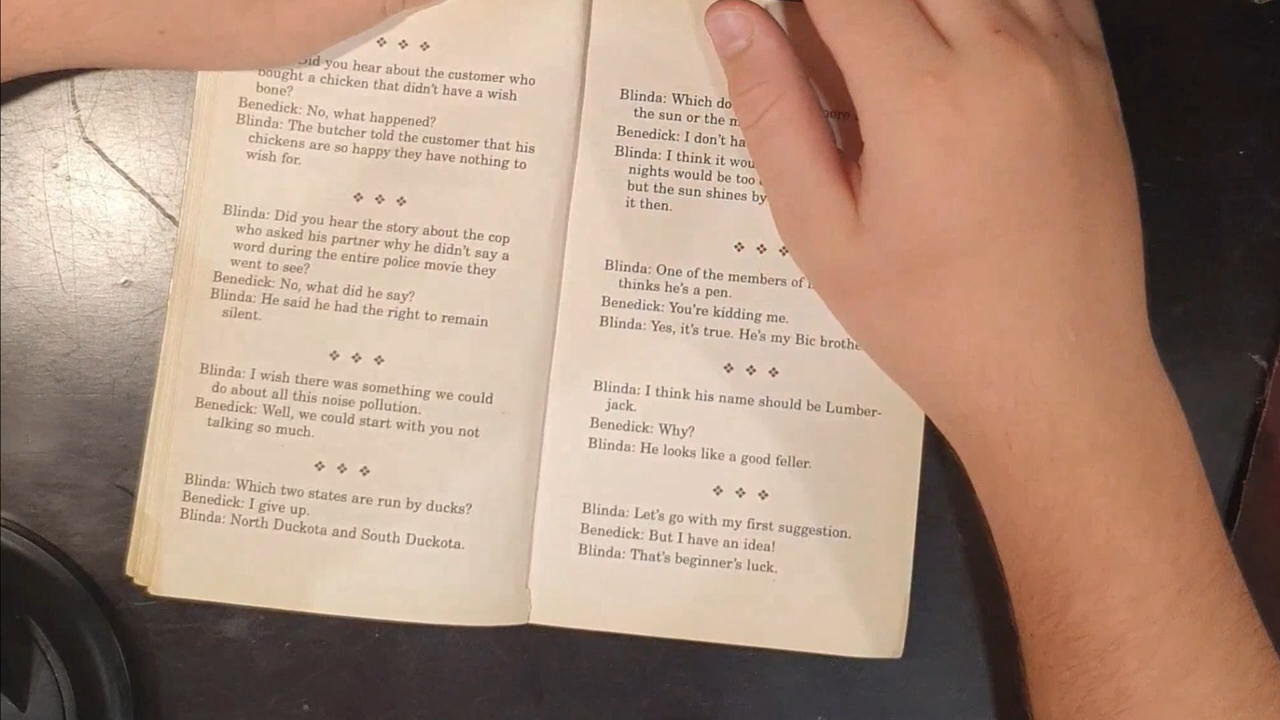 you hear about the customer who
bought a chicken that didn't have a wish
bone?
Benedick: No, what happened?
Blinda: The butcher told the customer that his
chickens are so happy they have nothing to
wish for.
Blinda: Did you hear the story about the cop
who asked his partner why he didn't say a
word during the entire police movie they
went to see?
Benedick: No, what did he say?
Blinda: He said he had the right to remain
silent.
Blinda: I wish there was something we could
do about all this noise pollution.
Benedick: Well, we could start with you not
talking so much.
Blinda: Which two states are run by ducks?
Benedick: I give up.
Blinda: North Duckota and South Duckota.
Blinda: Which do
the sun or the
Benedick: I don't
Blinda: I think it
nights would be too
but the sun shines by
it then.
Blinda: One of the members of
thinks he's a pen.
Benedick: You're kidding me.
Blinda: Yes, it's true. He's my Bic
Blinda: I think his name should be Lumber-
jack.
Benedick: Why?
Blinda: He looks like a good feller.
Blinda: Let's go with my first suggestion.
Benedick: But I have an idea!
Blinda: That's beginner's luck.